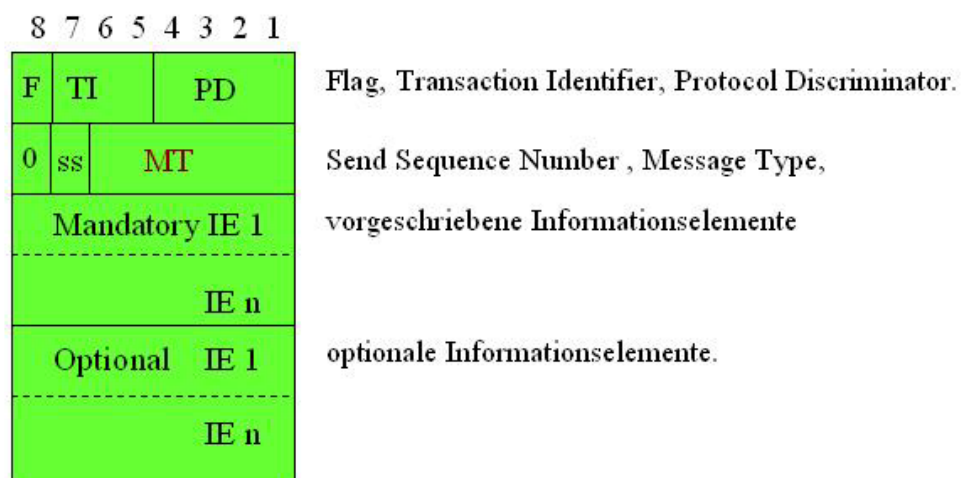 8 7 6 5 4 3 2 1
F TI PD Flag, Transaction Identifier, Protocol Discriminator.
0 ss MT Send Sequence Number , Message Type,
Mandatory IE 1 vorgeschriebene Informationselemente
IE n
Optional IE 1 optionale Informationselemente.
IE n